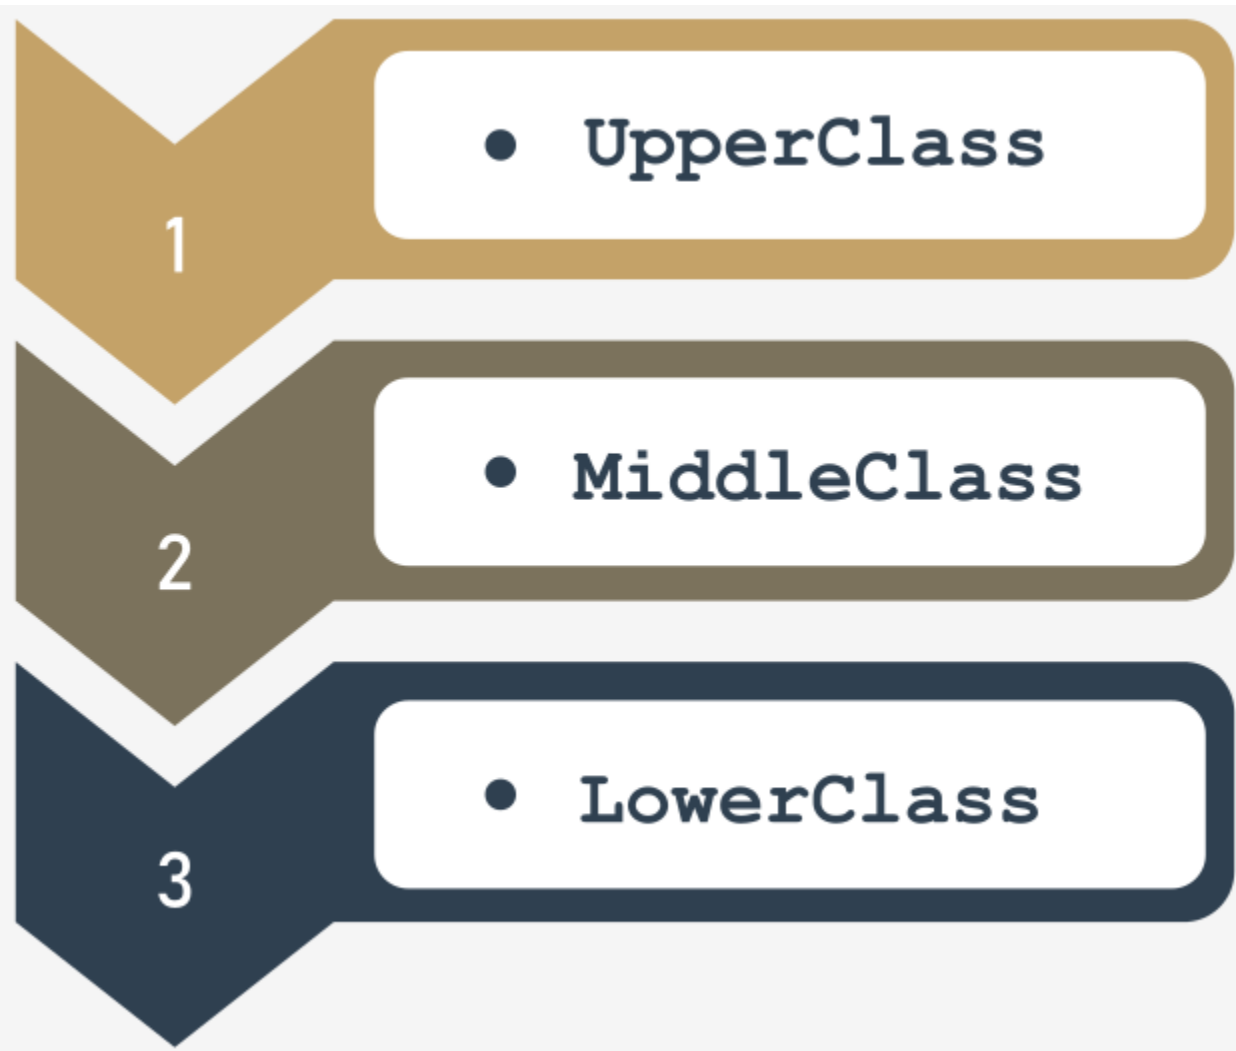 1
• UpperClass
2
• MiddleClass
3
• LowerClass